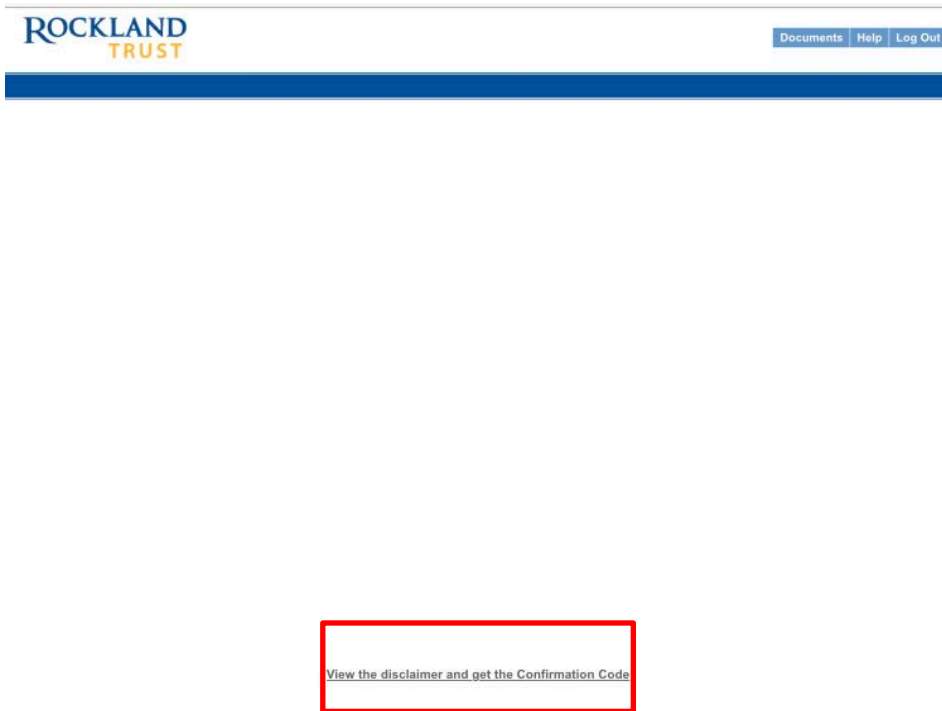 ROCKLAND
TRUST
Documents Help Log Out
View the disclaimer and get the Confirmation Code